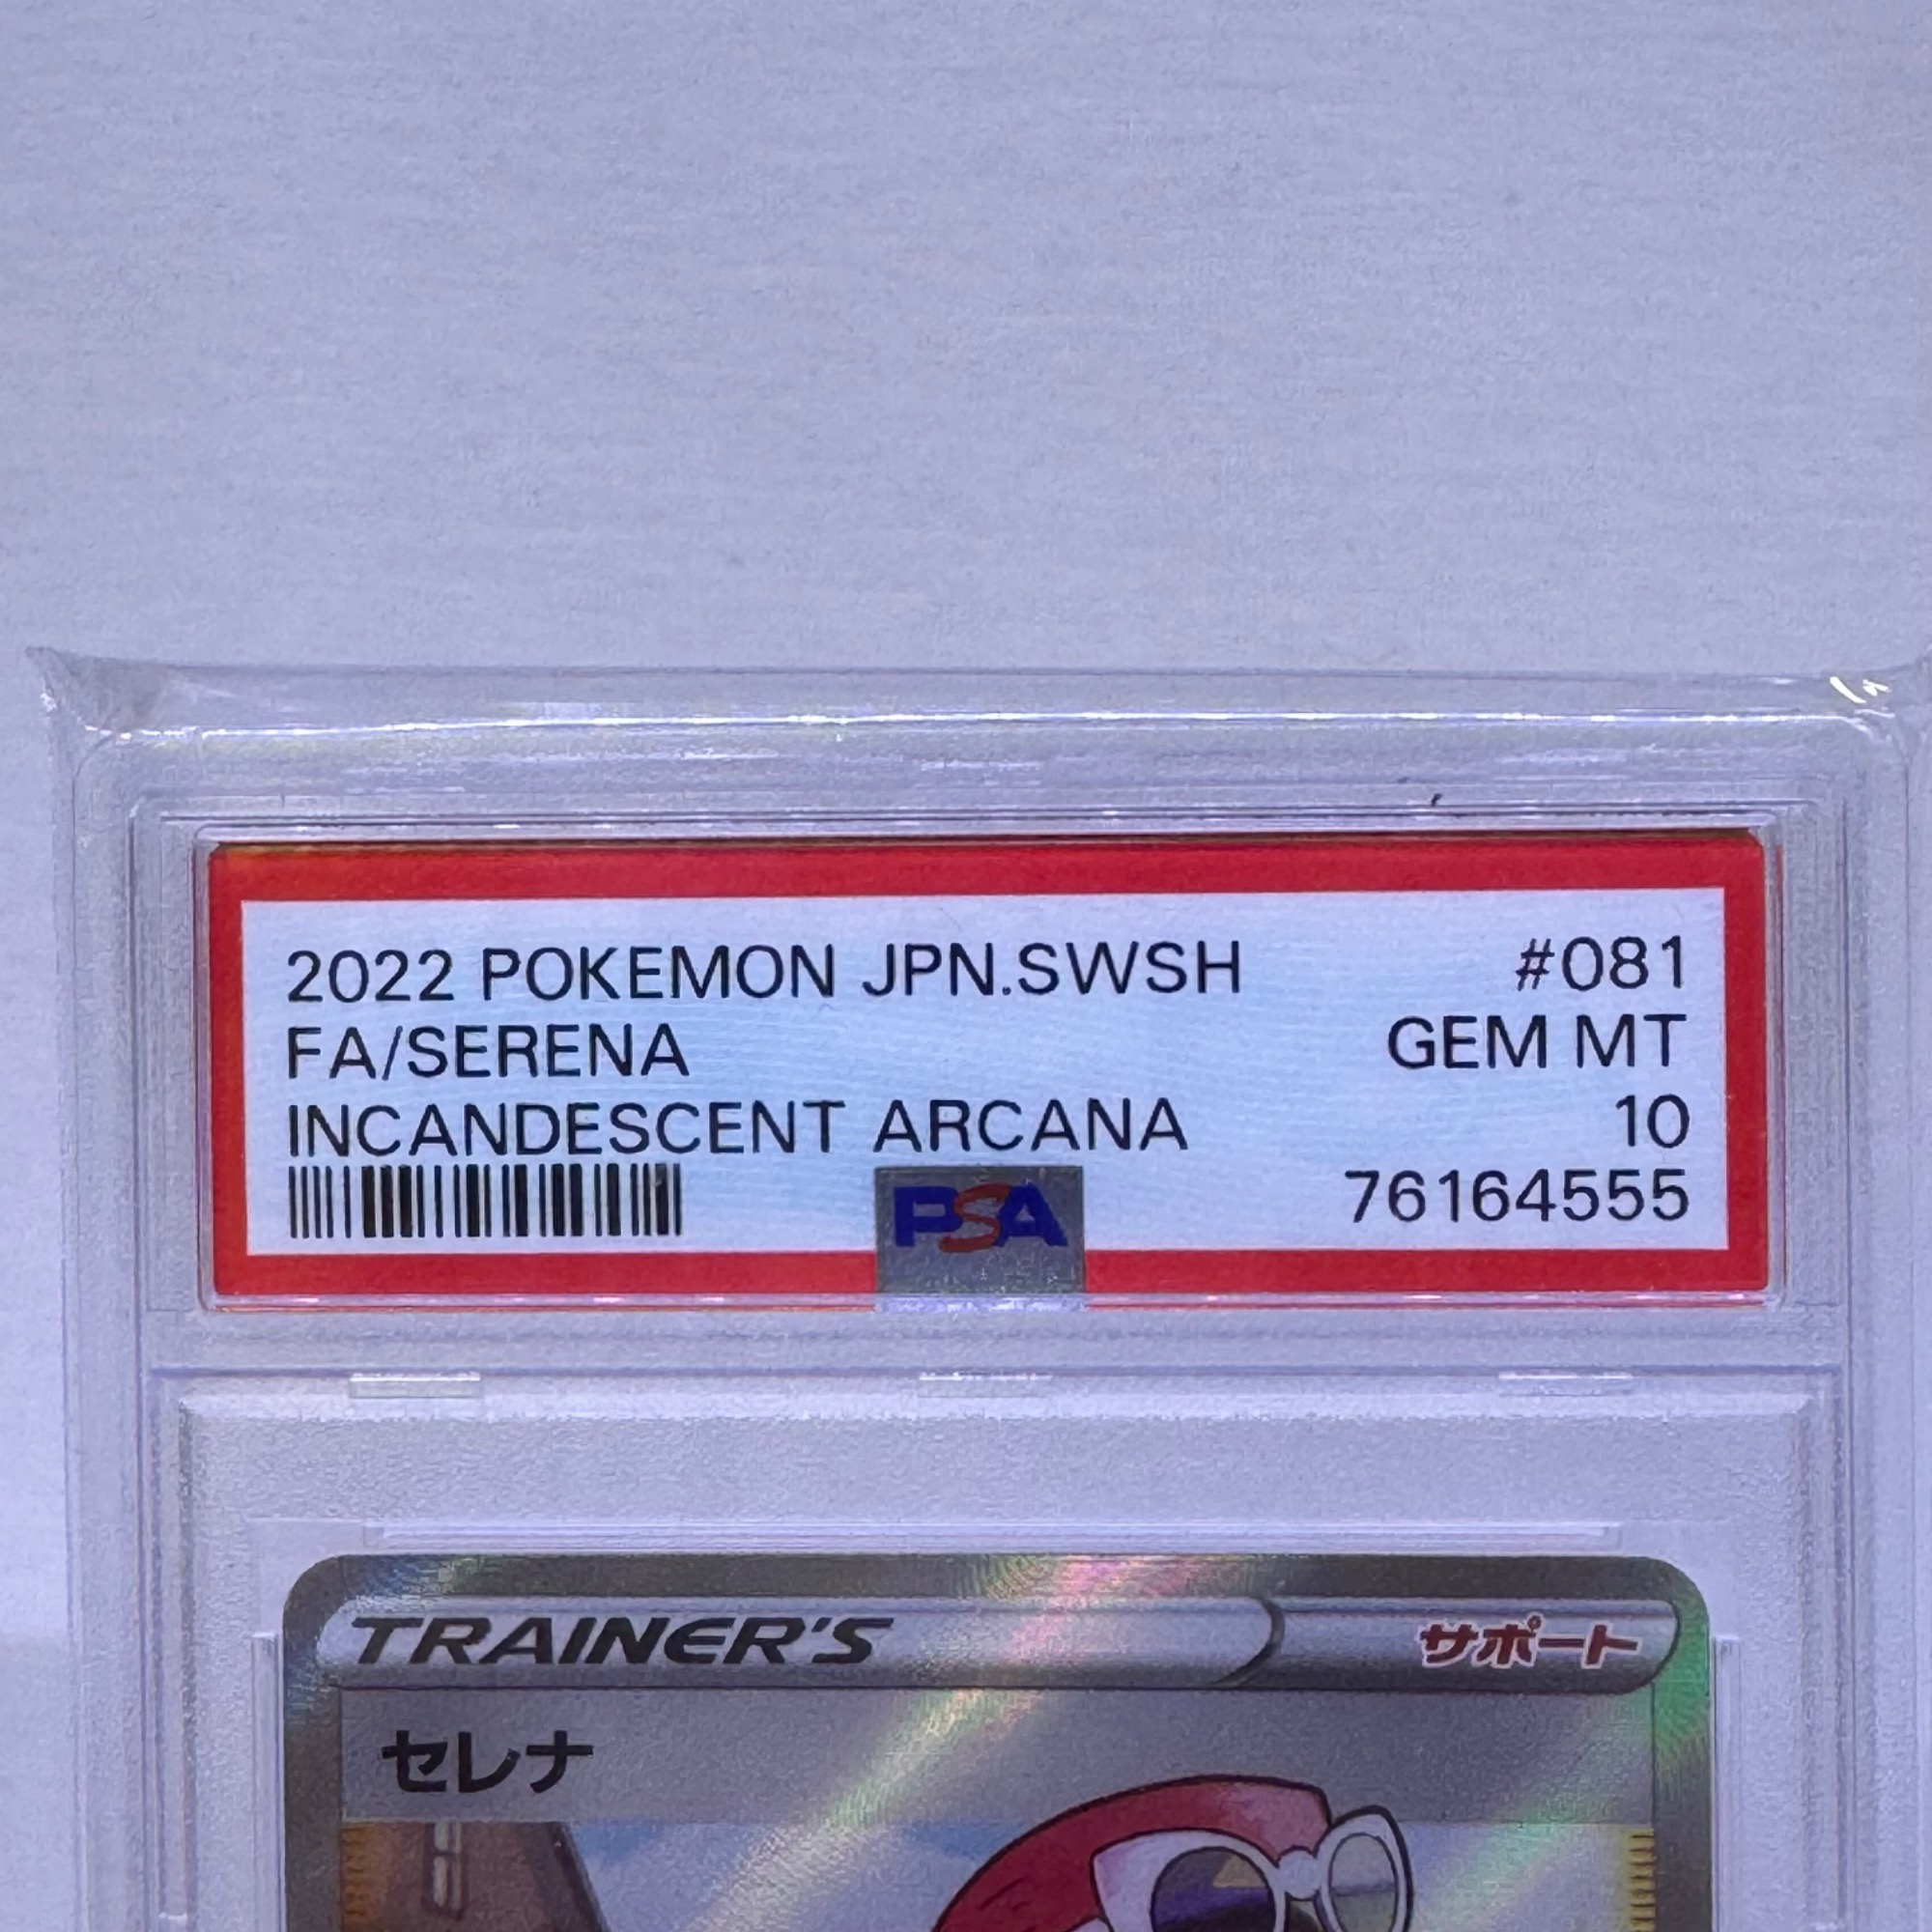 2022 POKEMON JPN.SWSH #081
FA/SERENA GEM MT
INCANDESCENT ARCANA 10
PSA 76164555
TRAINER'S サポート
セレナ